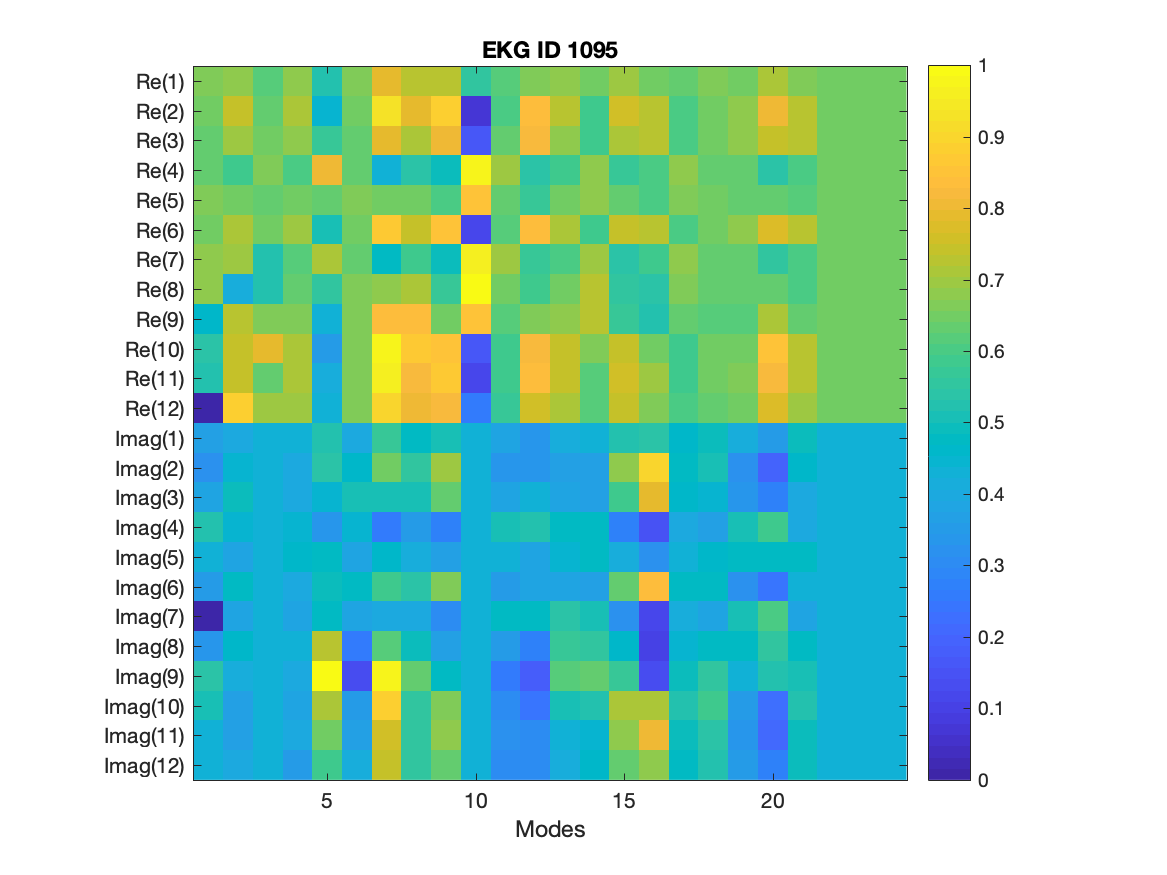 EKG ID 1095
Re(1)
Re(2)
Re(3)
Re(4)
Re(5)
Re(6)
Re(7)
Re(8)
Re(9)
Re(10)
Re(11)
Re(12)
Imag(1)
Imag(2)
Imag(3)
Imag(4)
Imag(5)
Imag(6)
Imag(7)
Imag(8)
Imag(9)
Imag(10)
Imag(11)
Imag(12)
5 10 15 20
Modes
1
0.9
0.8
0.7
0.6
0.5
0.4
0.3
0.2
0.1
0